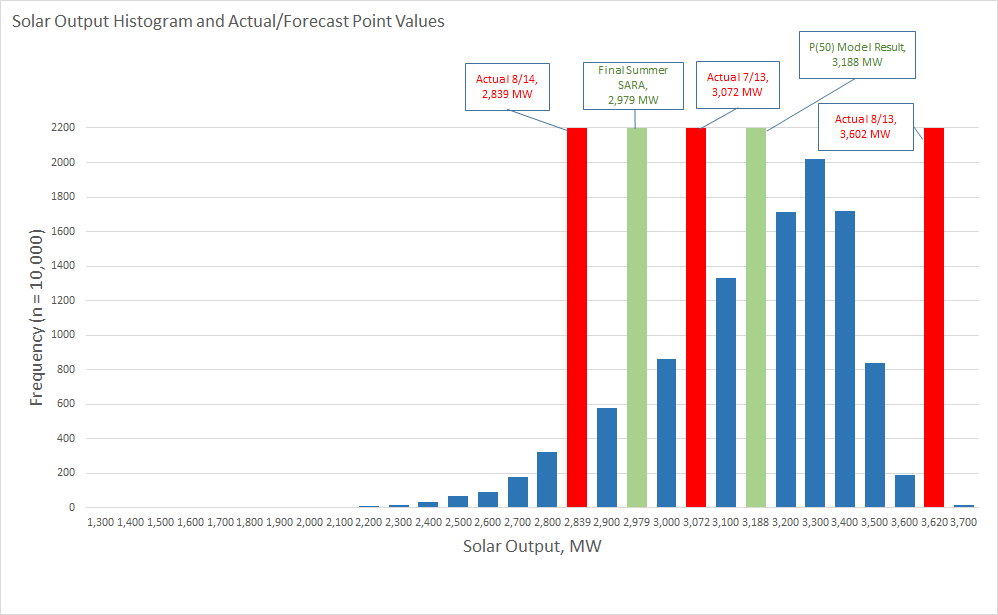 Solar Output Histogram and Actual/Forecast Point Values
P(50) Model Result,
3,188 MW
Final Summer
SARA,
2,979 MW
Actual 8/14,
2,839 MW
Actual 7/13,
3,072 MW
Actual 8/13,
3,602 MW
2200
2000
1800
1600
1400
1200
1000
800
600
400
200
0
Frequency (n = 10,000)
1,300 1,400 1,500 1,600 1,700 1,800 1,900 2,000 2,100 2,200 2,300 2,400 2,500 2,600 2,700 2,800 2,839 2,900 2,979 3,000 3,072 3,100 3,188 3,200 3,300 3,400 3,500 3,600 3,620 3,700
Solar Output, MW